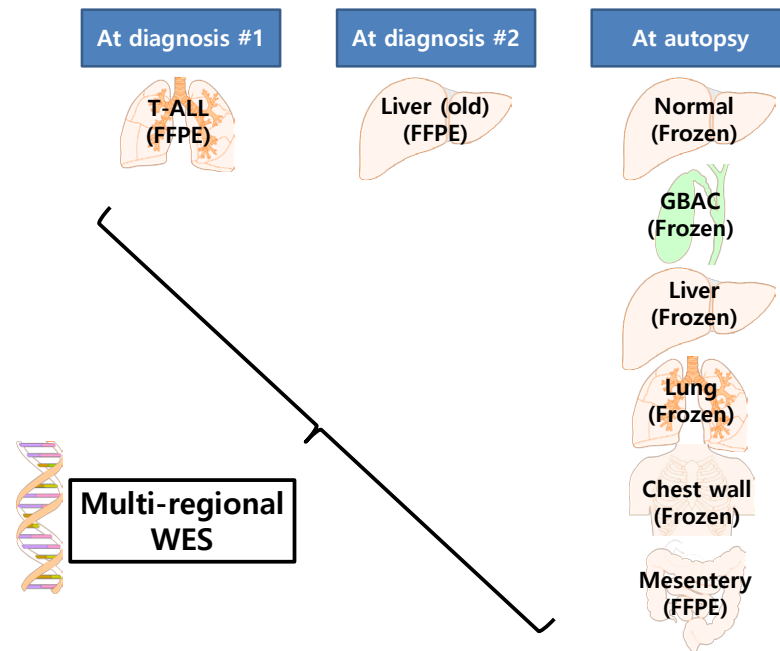 At diagnosis #1
At diagnosis #2
At autopsy
T-ALL
(FFPE)
Liver (old)
(FFPE)
Normal
(Frozen)
GBAC
(Frozen)
Liver
(Frozen)
Lung
(Frozen)
Chest wall
(Frozen)
Mesentery
(FFPE)
Multi-regional
WES